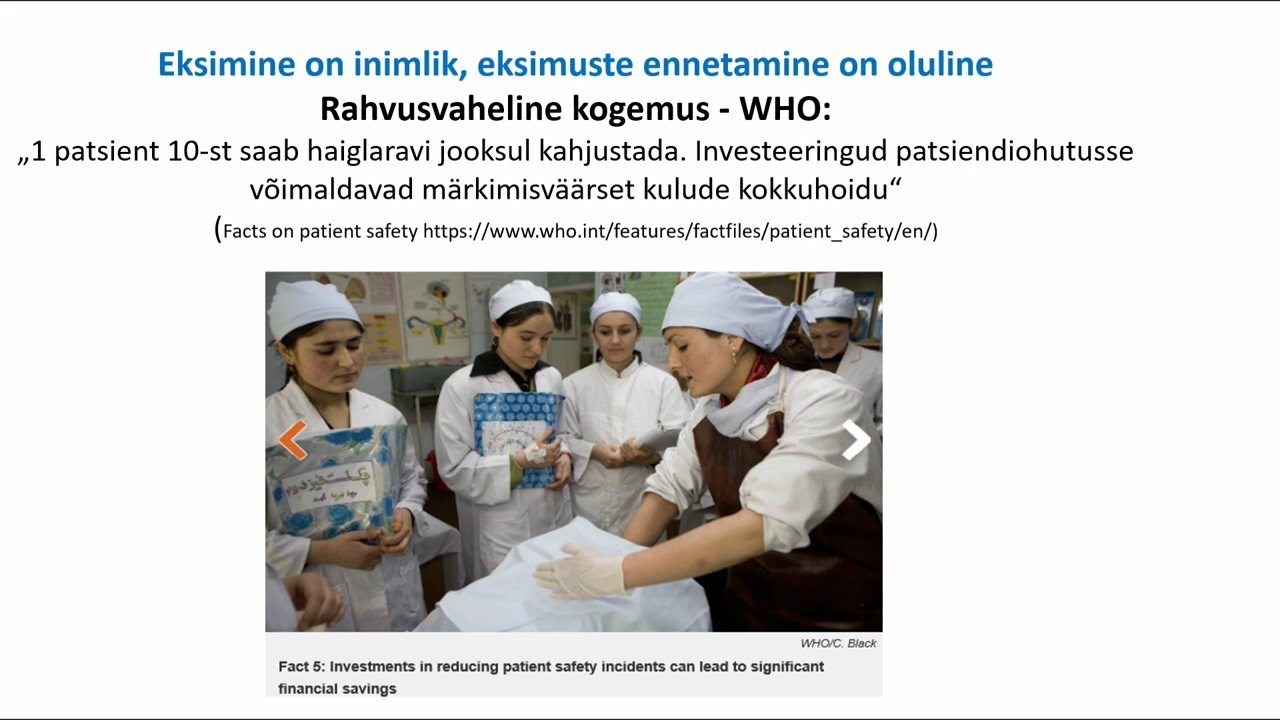 Eksimine on inimlik, eksimuste ennetamine on oluline
Rahvusvaheline kogemus - WHO:
„1 patsient 10-st saab haiglaravi jooksul kahjustada. Investeeringud patsiendiohutusse
võimaldavad märkimisväärset kulude kokkuhoidu“
(Facts on patient safety https://www.who.int/features/factfiles/patient_safety/en/)
WHO/C. Black
Fact 5: Investments in reducing patient safety incidents can lead to significant
financial savings